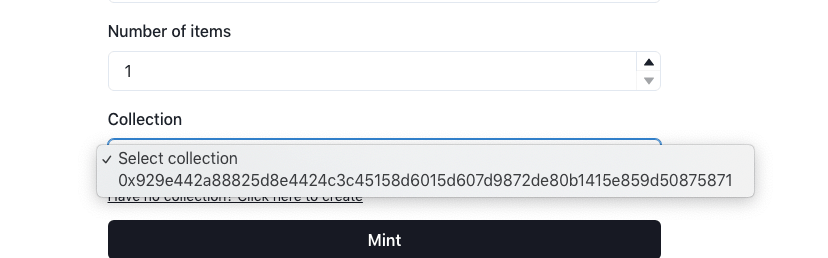 Number of items
1
Collection
✓ Select collection
0x929e442a88825d8e4424c3c45158d6015d607d9872de80b1415e859d50875871
Have no collection? Click here to create
Mint